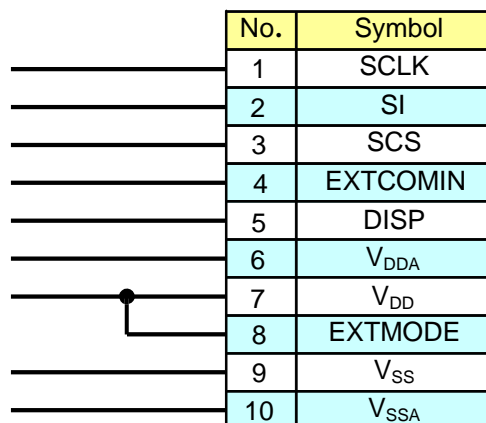 No. Symbol
1 SCLK
2 SI
3 SCS
4 EXTCOMIN
5 DISP
6 VDDA
7 VDD
8 EXTMODE
9 VSS
10 VSSA